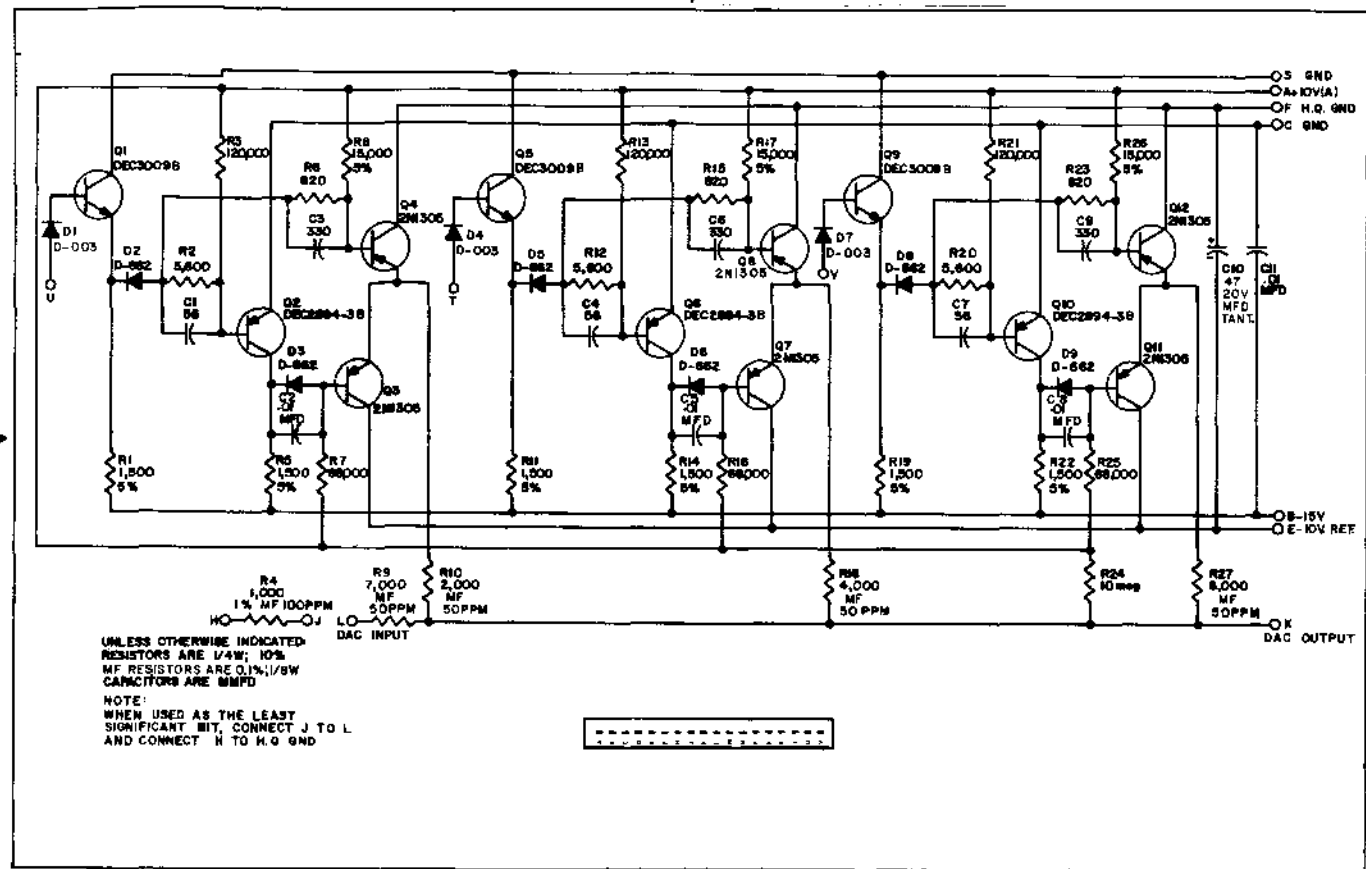 S GND
A+10V(A)
F H.Q. GND
C GND
Q1
DEC3009B
R3
120,000
R8
15,000
5%
R6
820
C3
330
Q4
2N1305
D1
D-003
U
D2
D-662
R2
5,600
C1
56
Q2
DEC2894-3B
D3
D-662
C2
.01
MFD
Q3
2N1305
R1
1,500
5%
R5
1,500
5%
R7
68,000
Q5
DEC3009B
R13
120,000
R17
15,000
5%
R15
820
C6
330
Q8
2N1305
D4
D-003
T
D5
D-662
R12
5,600
C4
56
Q6
DEC2894-3B
D6
D-662
C5
.01
MFD
Q7
2N1305
R11
1,500
5%
R14
1,500
5%
R16
68,000
Q9
DEC3009B
R21
120,000
R26
15,000
5%
R23
820
C9
330
Q12
2N1305
D7
D-003
V
D8
D-662
R20
5,600
C7
56
Q10
DEC2894-3B
D9
D-662
C8
.01
MFD
Q11
2N1305
R19
1,500
5%
R22
1,500
5%
R25
68,000
C10
47
20V
MFD
TANT.
C11
.01
MFD
B-15V
E-10V REF.
R4
1,000
1% MF 100PPM
H
J
R9
7,000
MF
50PPM
L
DAC INPUT
R10
2,000
MF
50PPM
R18
4,000
MF
50 PPM
R24
10 meg
R27
8,000
MF
50PPM
K
DAC OUTPUT
UNLESS OTHERWISE INDICATED:
RESISTORS ARE 1/4W; 10%
MF RESISTORS ARE 0.1%; 1/8W
CAPACITORS ARE MMFD
NOTE:
WHEN USED AS THE LEAST
SIGNIFICANT BIT, CONNECT J TO L
AND CONNECT H TO H.Q GND